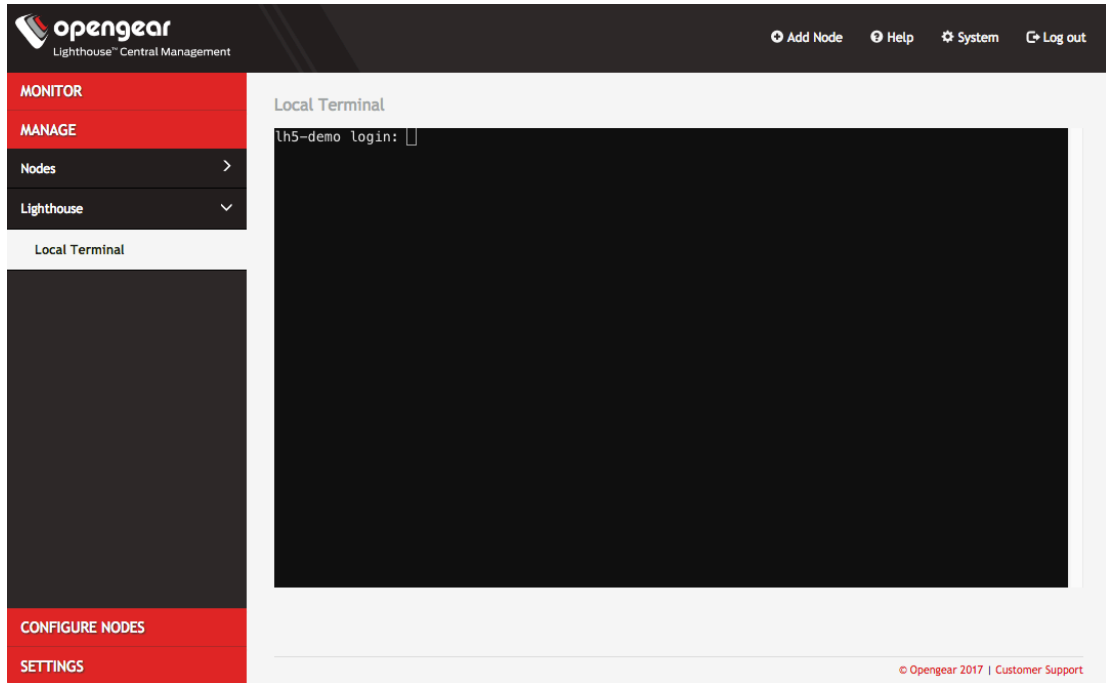 opengear
Lighthouse™ Central Management
Add Node Help System Log out
MONITOR
MANAGE
Nodes
Lighthouse
Local Terminal
CONFIGURE NODES
SETTINGS
Local Terminal
lh5-demo login:
© Opengear 2017 | Customer Support